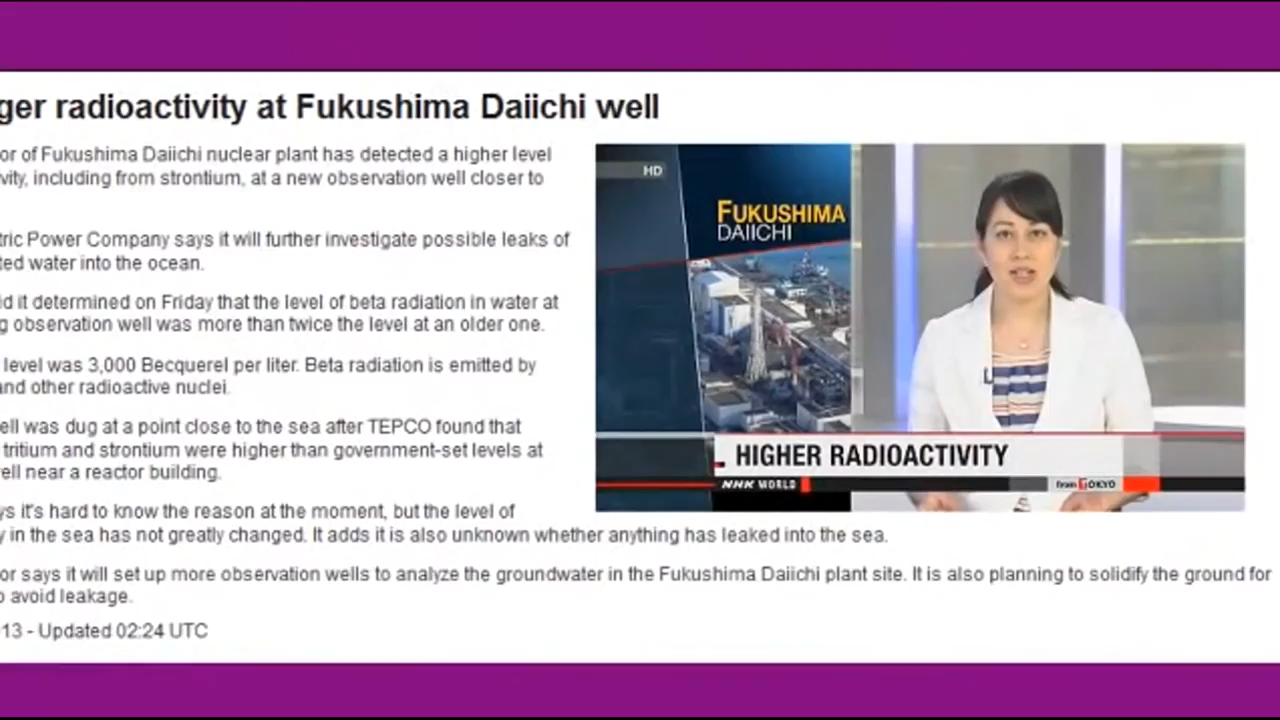 ger radioactivity at Fukushima Daiichi well
or of Fukushima Daiichi nuclear plant has detected a higher level
vity, including from strontium, at a new observation well closer to
tric Power Company says it will further investigate possible leaks of
ted water into the ocean.
id it determined on Friday that the level of beta radiation in water at
g observation well was more than twice the level at an older one.
level was 3,000 Becquerel per liter. Beta radiation is emitted by
and other radioactive nuclei.
ell was dug at a point close to the sea after TEPCO found that
tritium and strontium were higher than government-set levels at
ell near a reactor building.
ys it's hard to know the reason at the moment, but the level of
y in the sea has not greatly changed. It adds it is also unknown whether anything has leaked into the sea.
or says it will set up more observation wells to analyze the groundwater in the Fukushima Daiichi plant site. It is also planning to solidify the ground for
o avoid leakage.
13 - Updated 02:24 UTC
HD
FUKUSHIMA
DAIICHI
HIGHER RADIOACTIVITY
NHK WORLD
from TOKYO